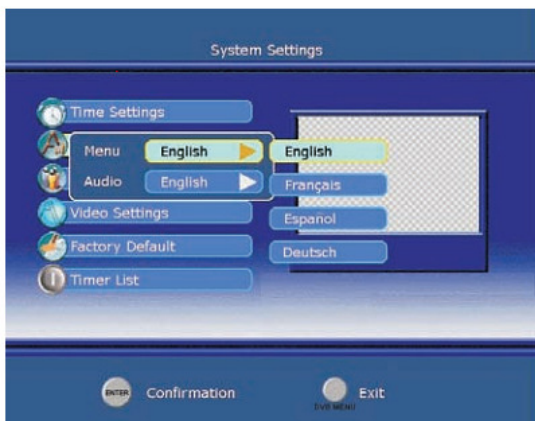 System Settings
Time Settings
Menu English English
Audio English Français
Video Settings Español
Factory Default Deutsch
Timer List
ENTER Confirmation DVB MENU Exit